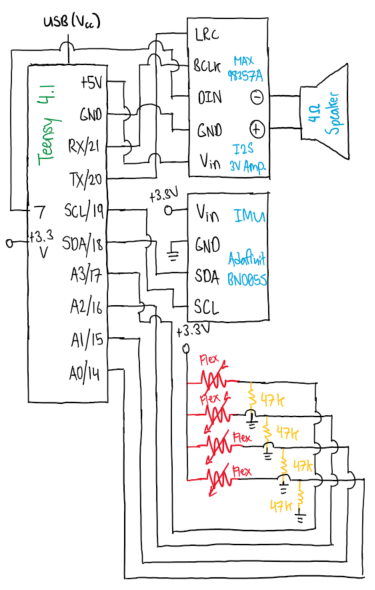 USB(Vcc)
Teensy 4.1
+5V
GND
RX/21
TX/20
SCL/19
SDA/18
A3/17
A2/16
A1/15
A0/14
7
+3.3
V
LRC
BCLK
DIN
GND
Vin
MAX
98357A
I2S
3V Amp.
4Ω
Speaker
+3.3V
Vin
GND
SDA
SCL
IMU
Adafruit
BNO055
+3.3V
Flex
Flex
Flex
Flex
47k
47k
47k
47k